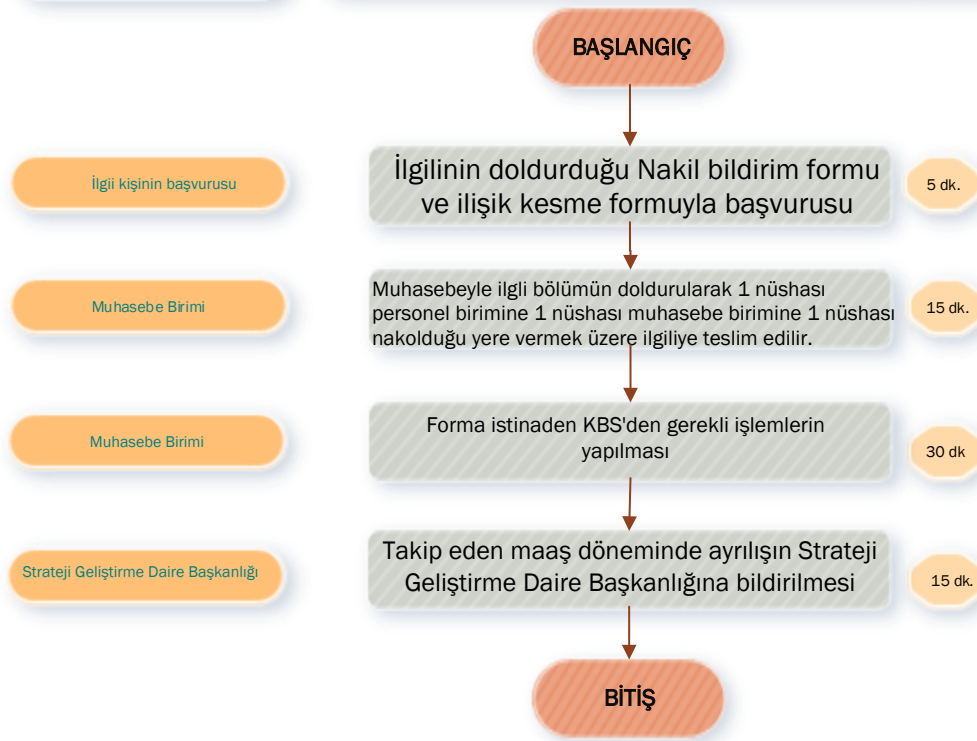 BAŞLANGIÇ
İlgii kişinin başvurusu
İlgilinin doldurduğu Nakil bildirim formu
ve ilişik kesme formuyla başvurusu
5 dk.
Muhasebe Birimi
Muhasebeyle ilgli bölümün doldurularak 1 nüshası
personel birimine 1 nüshası muhasebe birimine 1 nüshası
nakolduğu yere vermek üzere ilgiliye teslim edilir.
15 dk.
Muhasebe Birimi
Forma istinaden KBS'den gerekli işlemlerin
yapılması
30 dk
Strateji Geliştirme Daire Başkanlığı
Takip eden maaş döneminde ayrılışın Strateji
Geliştirme Daire Başkanlığına bildirilmesi
15 dk.
BİTİŞ